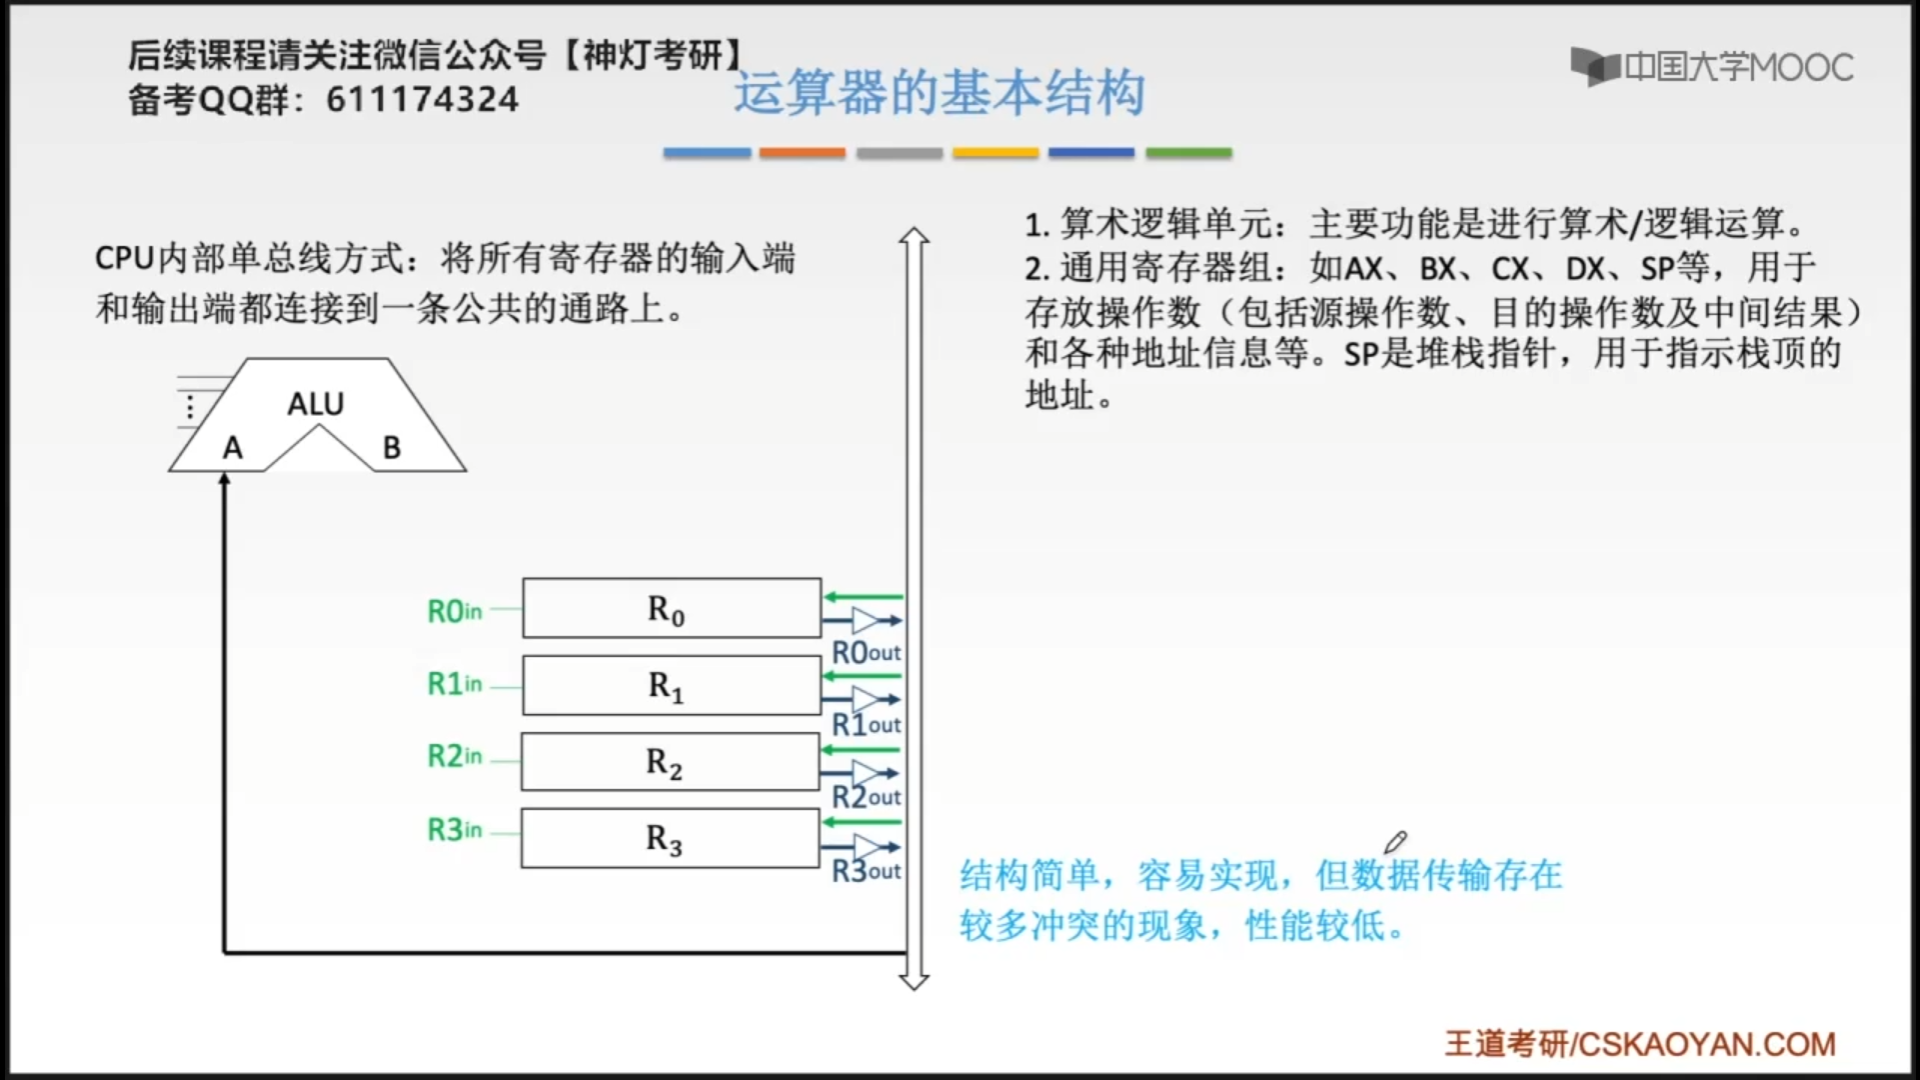 后续课程请关注微信公众号【神灯考研】
备考QQ群：611174324
中国大学MOOC
运算器的基本结构
CPU内部单总线方式：将所有寄存器的输入端
和输出端都连接到一条公共的通路上。
1. 算术逻辑单元：主要功能是进行算术/逻辑运算。
2. 通用寄存器组：如AX、BX、CX、DX、SP等，用于
存放操作数（包括源操作数、目的操作数及中间结果）
和各种地址信息等。SP是堆栈指针，用于指示栈顶的
地址。
ALU
A
B
R0in
R0
R0out
R1in
R1
R1out
R2in
R2
R2out
R3in
R3
R3out
结构简单，容易实现，但数据传输存在
较多冲突的现象，性能较低。
王道考研/CSKAOYAN.COM